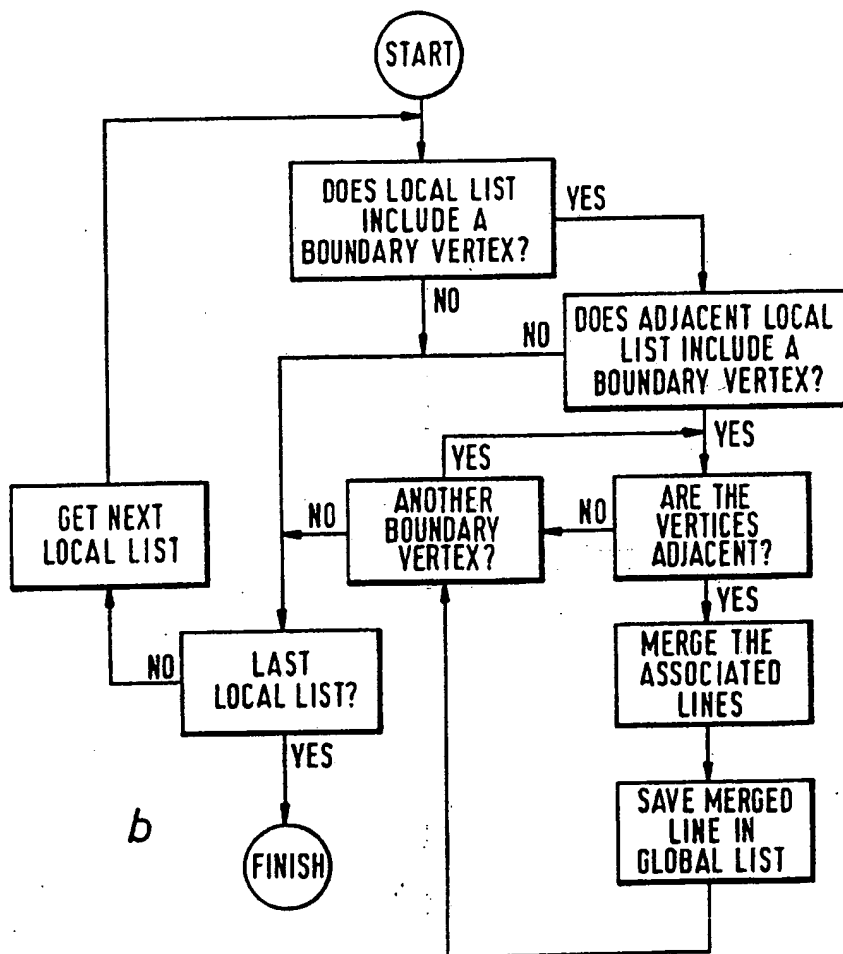 START
DOES LOCAL LIST
INCLUDE A
BOUNDARY VERTEX?
YES
NO
DOES ADJACENT LOCAL
LIST INCLUDE A
BOUNDARY VERTEX?
NO
YES
YES
ANOTHER
BOUNDARY
VERTEX?
NO
ARE THE
VERTICES
ADJACENT?
NO
YES
GET NEXT
LOCAL LIST
MERGE THE
ASSOCIATED
LINES
LAST
LOCAL LIST?
NO
YES
SAVE MERGED
LINE IN
GLOBAL LIST
b
FINISH